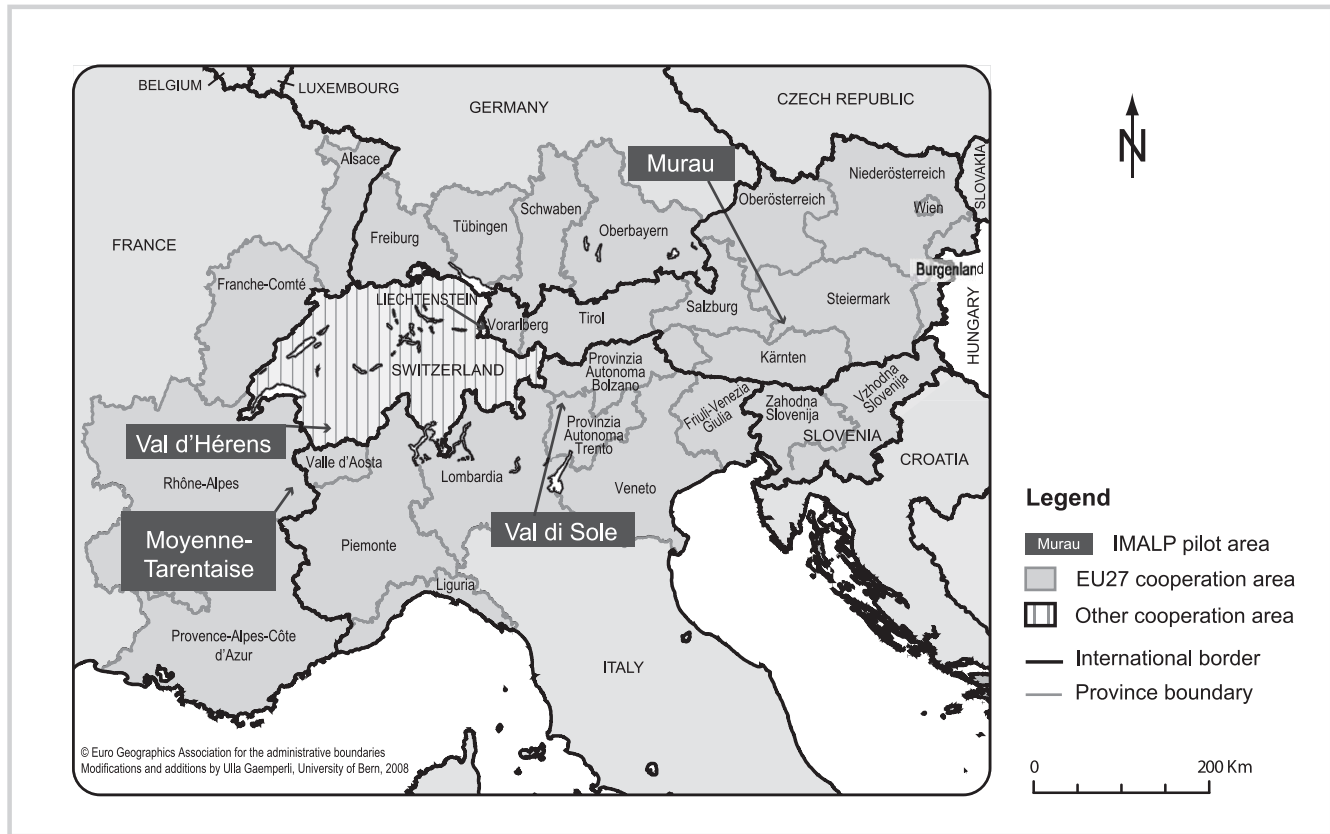 BELGIUM
LUXEMBOURG
GERMANY
CZECH REPUBLIC
SLOVAKIA
N
Alsace
Murau
Niederösterreich
Oberösterreich
Wien
Schwaben
Tübingen
Oberbayern
Freiburg
FRANCE
Burgenland
Franche-Comté
LIECHTENSTEIN
Vorarlberg
Tirol
Salzburg
Steiermark
HUNGARY
SWITZERLAND
Provinzia
Autonoma
Bolzano
Kärnten
Friuli-Venezia
Giulia
Zahodna
Slovenija
Vzhodna
Slovenija
SLOVENIA
Provinzia
Autonoma
Trento
Val d'Hérens
Valle d'Aosta
CROATIA
Rhône-Alpes
Lombardia
Veneto
Val di Sole
Moyenne-
Tarentaise
Piemonte
Liguria
Provence-Alpes-Côte
d'Azur
ITALY
© Euro Geographics Association for the administrative boundaries
Modifications and additions by Ulla Gaemperli, University of Bern, 2008
Legend
Murau IMALP pilot area
EU27 cooperation area
Other cooperation area
International border
Province boundary
0 200 Km